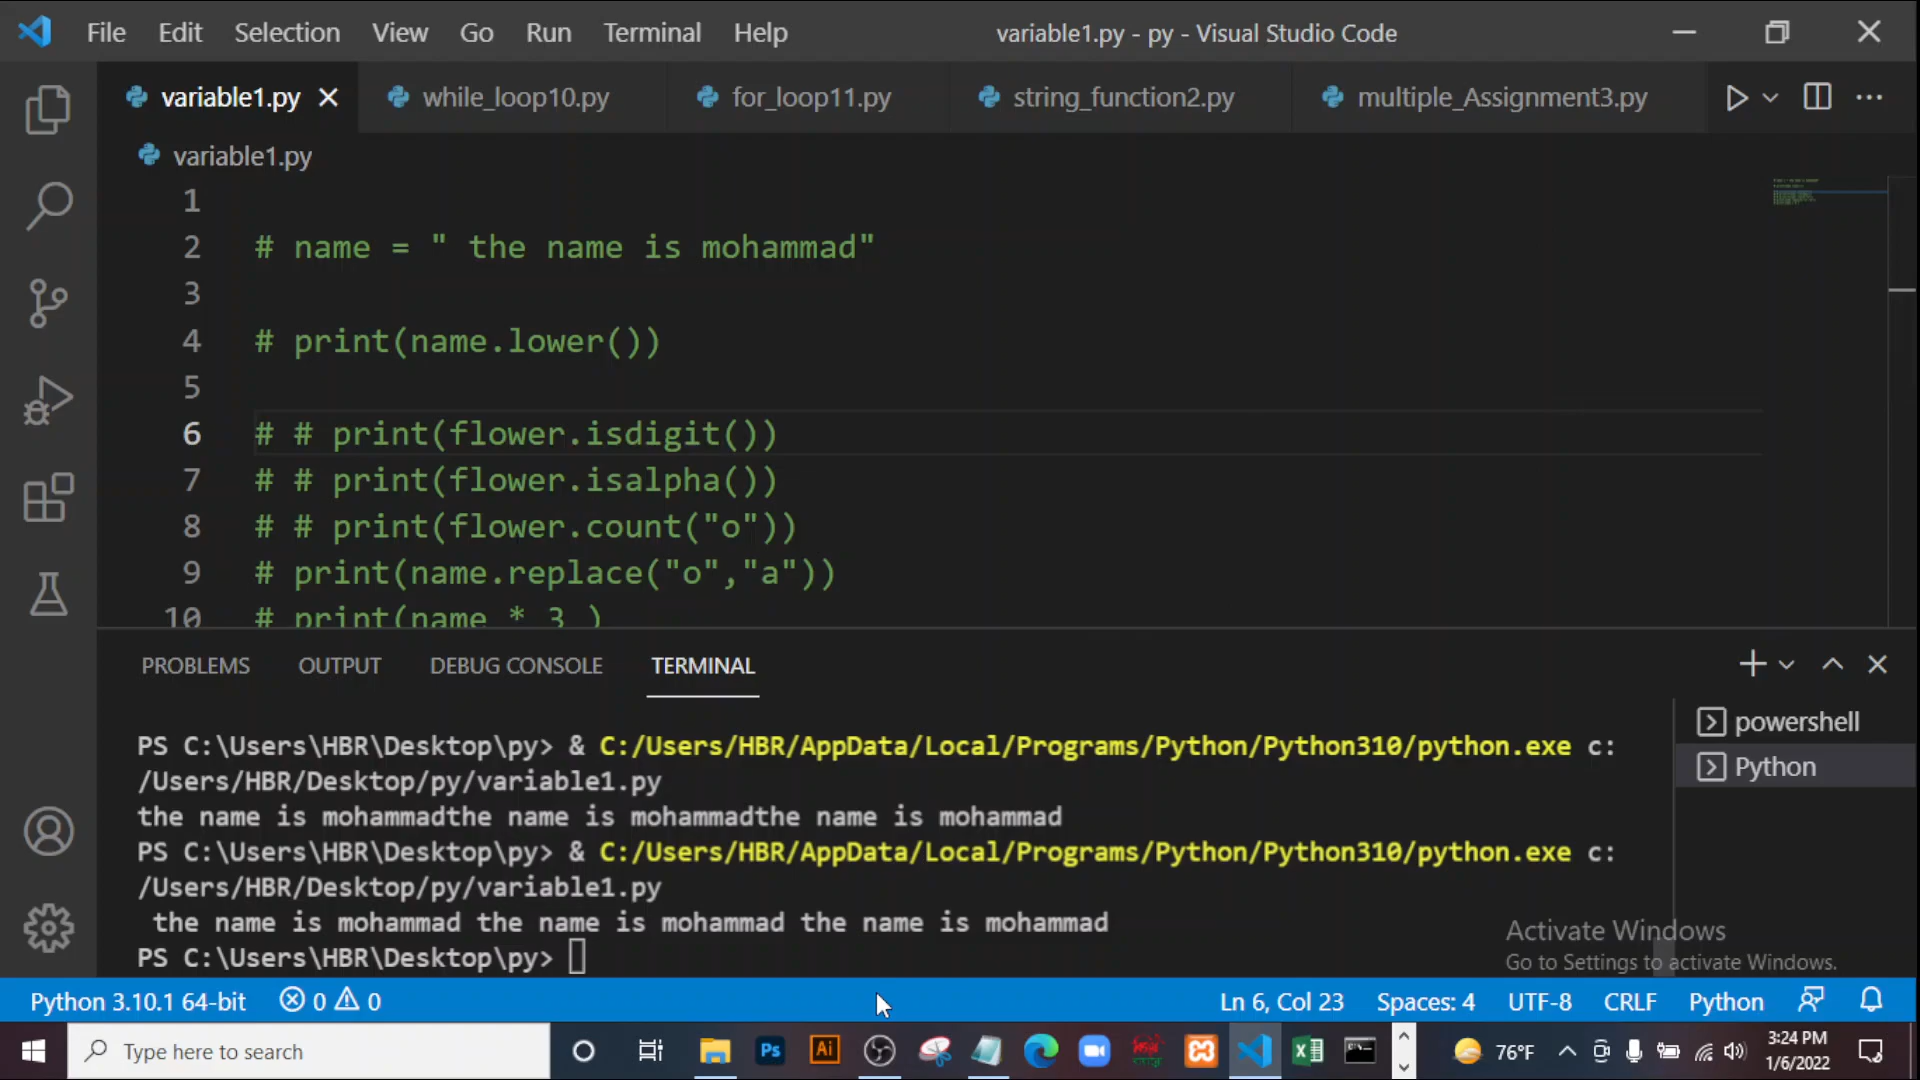 File Edit Selection View Go Run Terminal Help variable1.py - py - Visual Studio Code
variable1.py while_loop10.py for_loop11.py string_function2.py multiple_Assignment3.py
variable1.py
1
2 # name = " the name is mohammad"
3
4 # print(name.lower())
5
6 # # print(flower.isdigit())
7 # # print(flower.isalpha())
8 # # print(flower.count("o"))
9 # print(name.replace("o","a"))
10 # print(name * 3 )
PROBLEMS OUTPUT DEBUG CONSOLE TERMINAL
powershell
Python
PS C:\Users\HBR\Desktop\py> & C:/Users/HBR/AppData/Local/Programs/Python/Python310/python.exe c:
/Users/HBR/Desktop/py/variable1.py
the name is mohammadthe name is mohammadthe name is mohammad
PS C:\Users\HBR\Desktop\py> & C:/Users/HBR/AppData/Local/Programs/Python/Python310/python.exe c:
/Users/HBR/Desktop/py/variable1.py
 the name is mohammad the name is mohammad the name is mohammad
PS C:\Users\HBR\Desktop\py>
Activate Windows
Go to Settings to activate Windows.
Python 3.10.1 64-bit 0 0 Ln 6, Col 23 Spaces: 4 UTF-8 CRLF Python
Type here to search Ps Ai 76°F 3:24 PM
1/6/2022